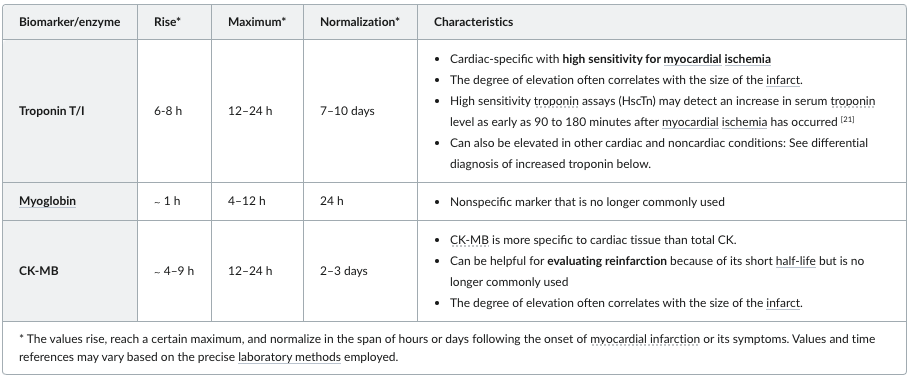 Biomarker/enzyme Rise* Maximum* Normalization* Characteristics
Troponin T/I 6-8 h 12–24 h 7–10 days
• Cardiac-specific with high sensitivity for myocardial ischemia
• The degree of elevation often correlates with the size of the infarct.
• High sensitivity troponin assays (HscTn) may detect an increase in serum troponin
level as early as 90 to 180 minutes after myocardial ischemia has occurred [21]
• Can also be elevated in other cardiac and noncardiac conditions: See differential
diagnosis of increased troponin below.
Myoglobin ~ 1 h 4–12 h 24 h
• Nonspecific marker that is no longer commonly used
CK-MB ~ 4–9 h 12–24 h 2–3 days
• CK-MB is more specific to cardiac tissue than total CK.
• Can be helpful for evaluating reinfarction because of its short half-life but is no
longer commonly used
• The degree of elevation often correlates with the size of the infarct.
* The values rise, reach a certain maximum, and normalize in the span of hours or days following the onset of myocardial infarction or its symptoms. Values and time
references may vary based on the precise laboratory methods employed.